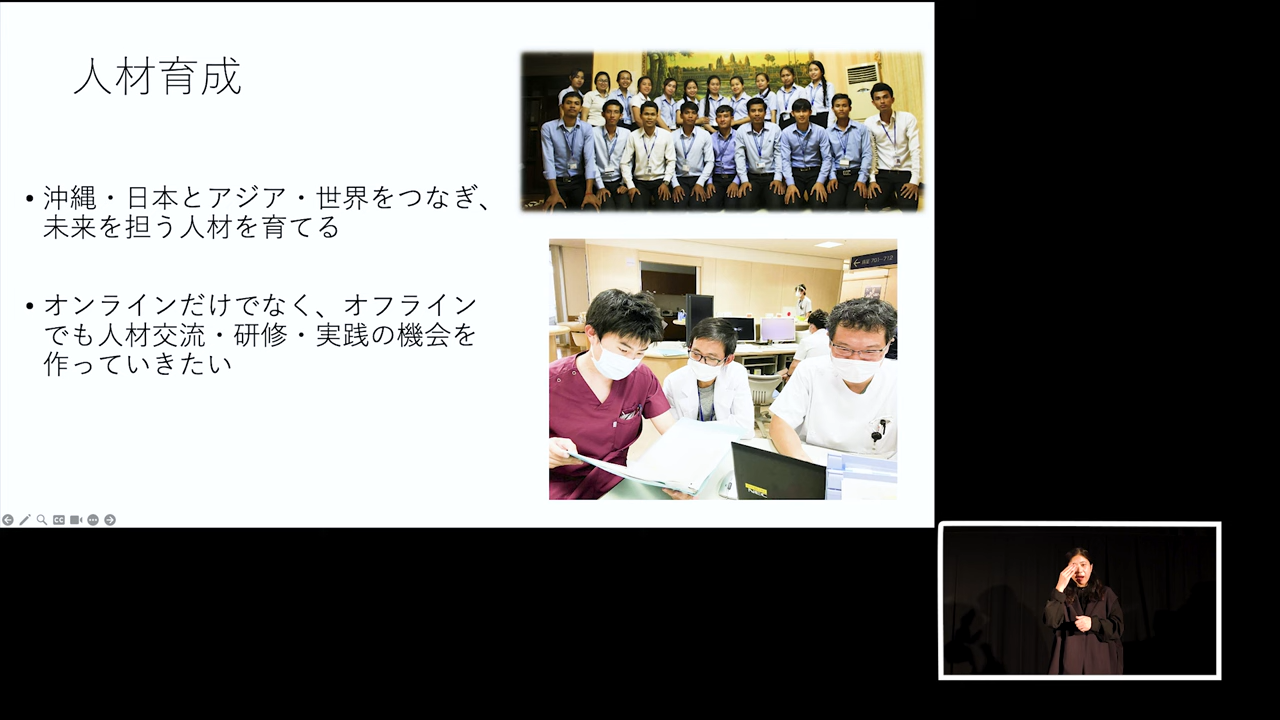 人材育成
• 沖縄・日本とアジア・世界をつなぎ、
未来を担う人材を育てる
• オンラインだけでなく、オフライン
でも人材交流・研修・実践の機会を
作っていきたい
NEC